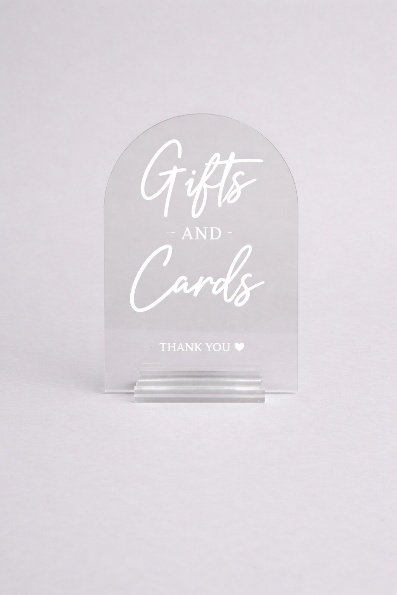 Gifts
- AND -
Cards
THANK YOU ♥